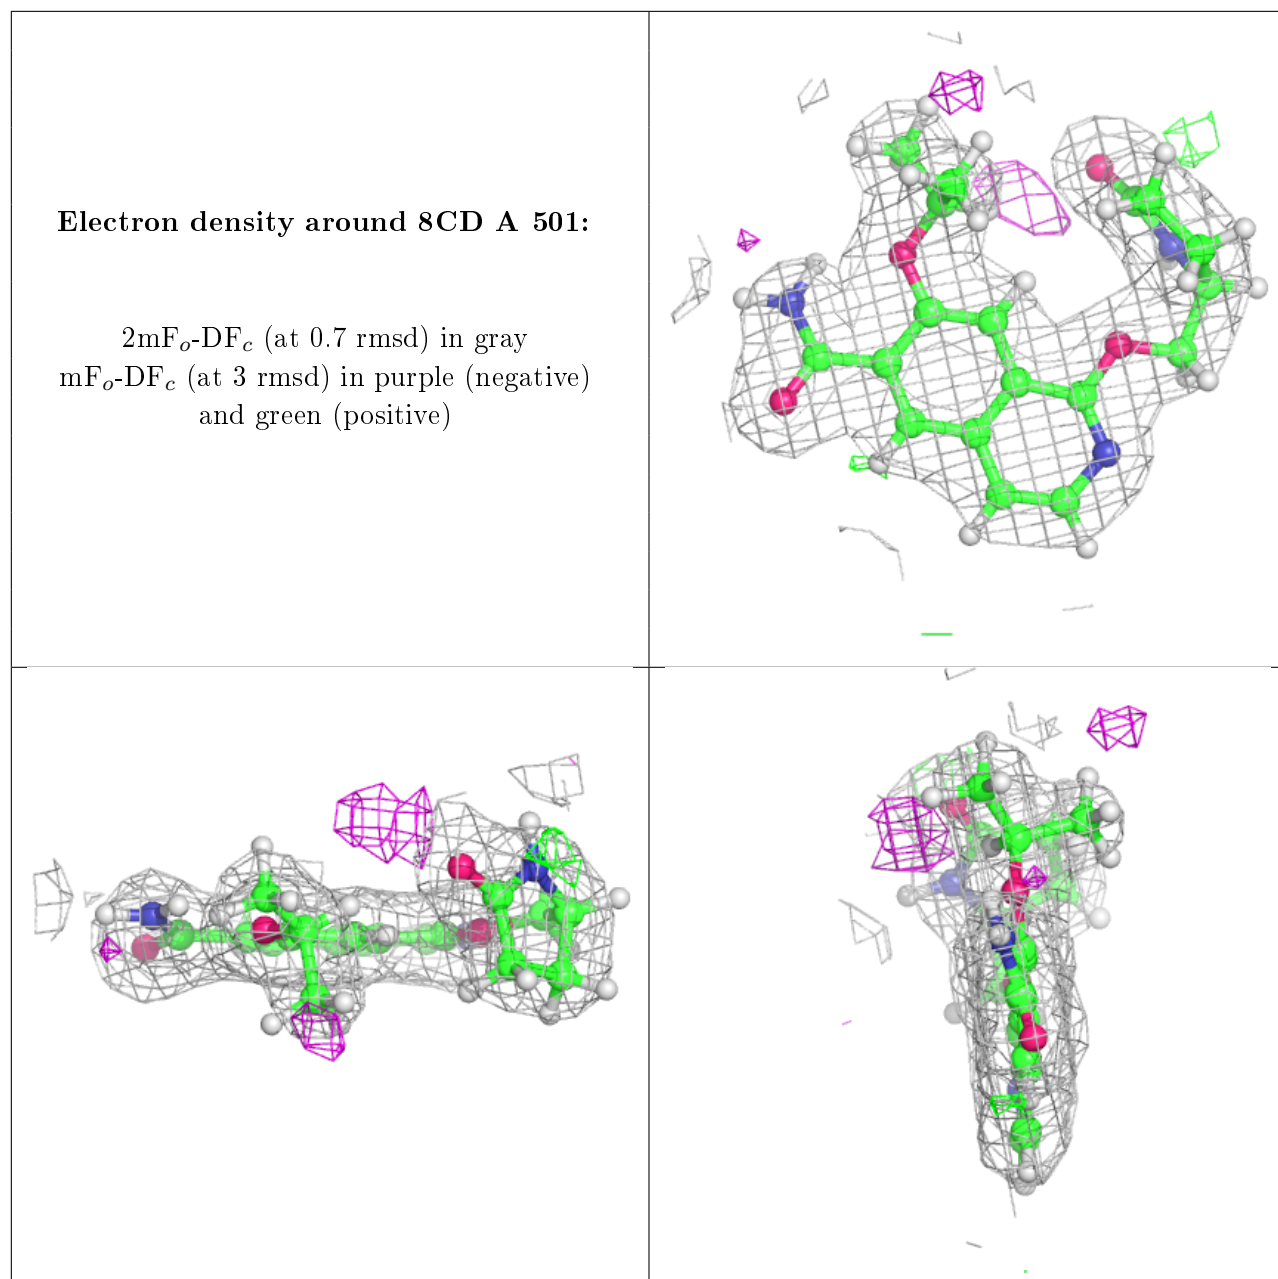 Electron density around 8CD A 501:
2mFₒ-DF𝑐 (at 0.7 rmsd) in gray
mFₒ-DF𝑐 (at 3 rmsd) in purple (negative)
and green (positive)